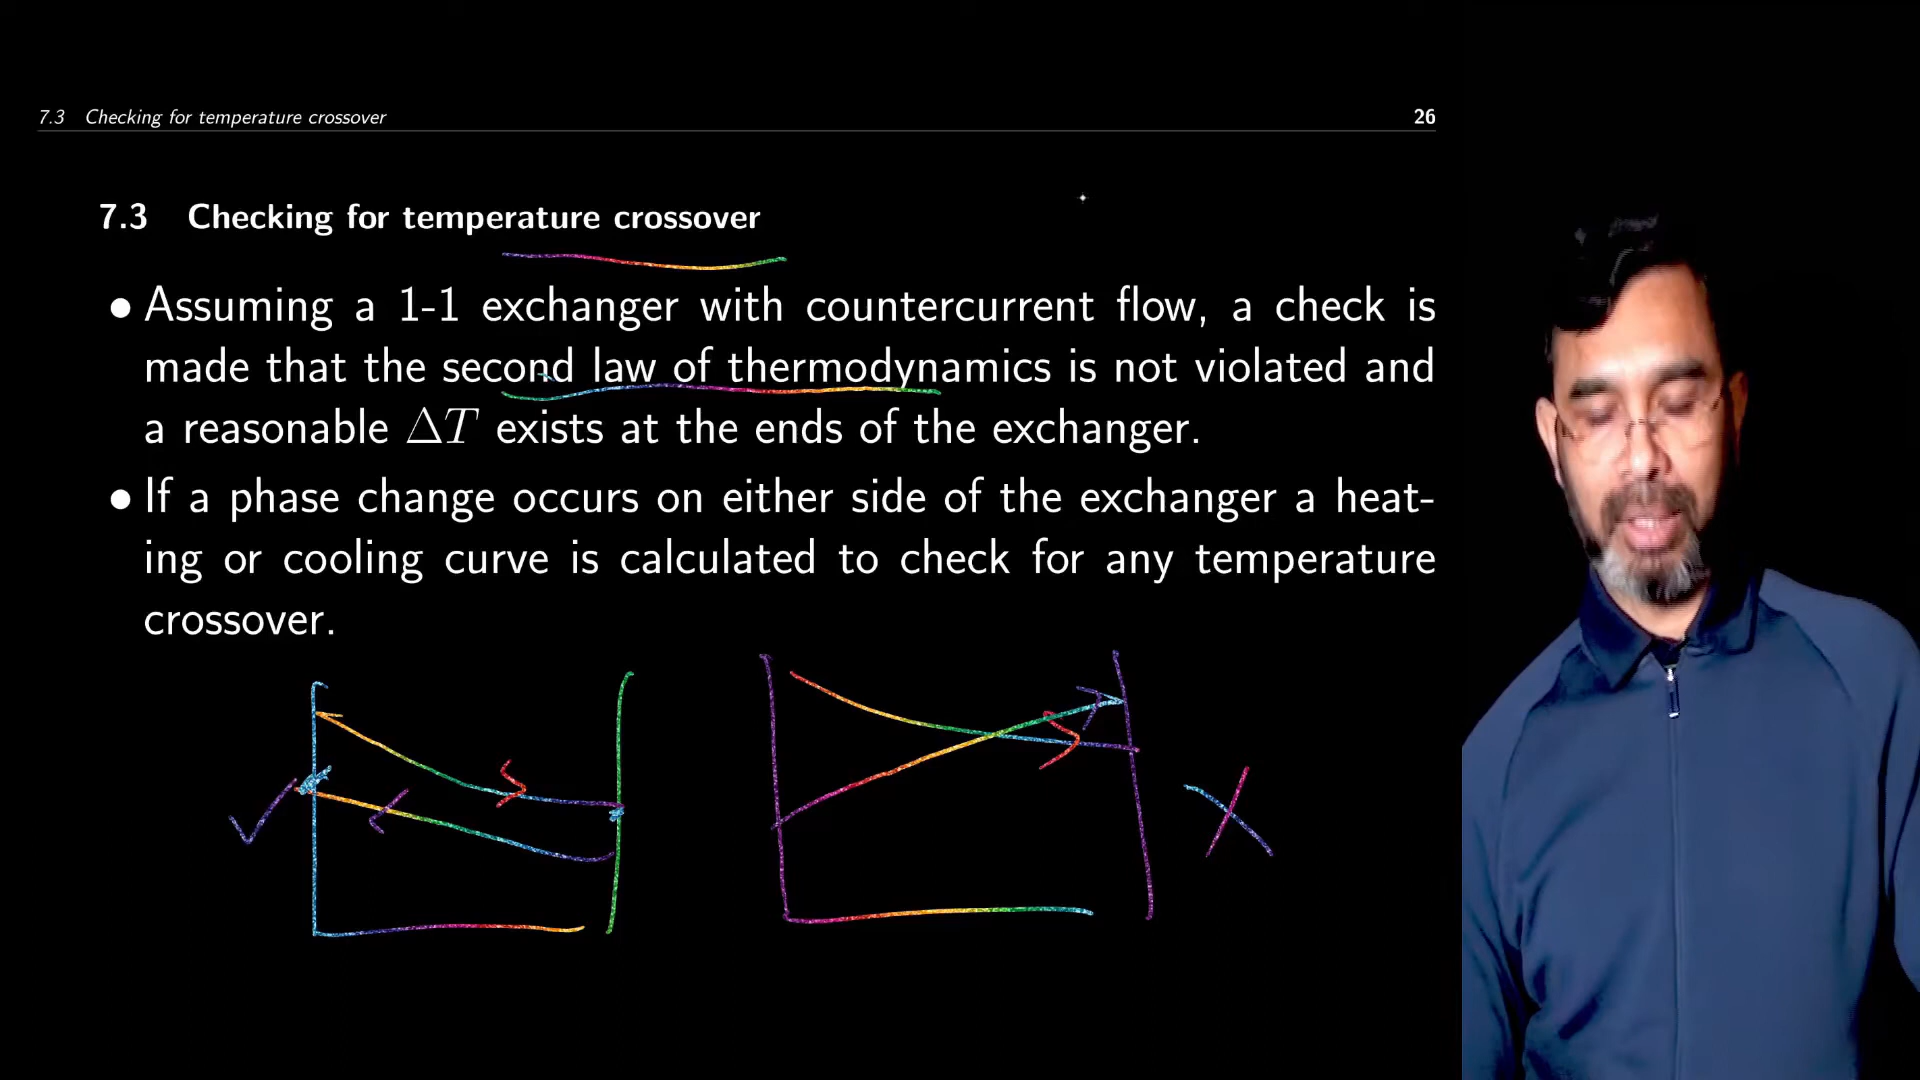 7.3 Checking for temperature crossover 26
7.3 Checking for temperature crossover
• Assuming a 1-1 exchanger with countercurrent flow, a check is
made that the second law of thermodynamics is not violated and
a reasonable ΔT exists at the ends of the exchanger.
• If a phase change occurs on either side of the exchanger a heat-
ing or cooling curve is calculated to check for any temperature
crossover.